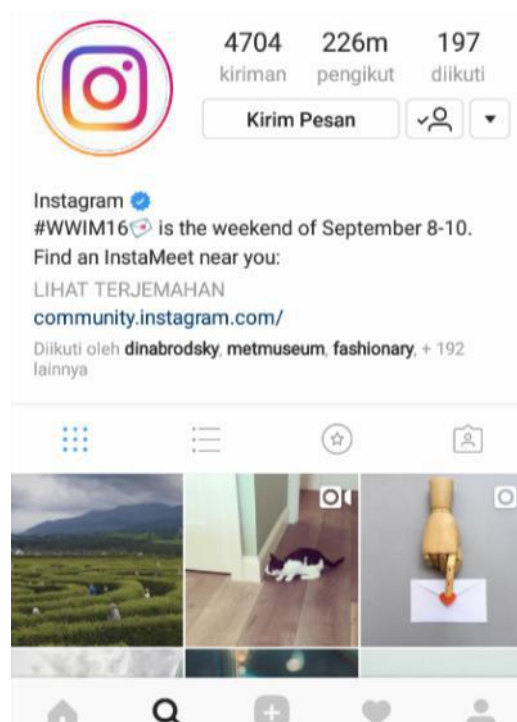 4704 226m 197
kiriman pengikut diikuti
Kirim Pesan
Instagram
#WWIM16 is the weekend of September 8-10.
Find an InstaMeet near you:
LIHAT TERJEMAHAN
community.instagram.com/
Diikuti oleh dinabrodsky, metmuseum, fashionary, + 192
lainnya